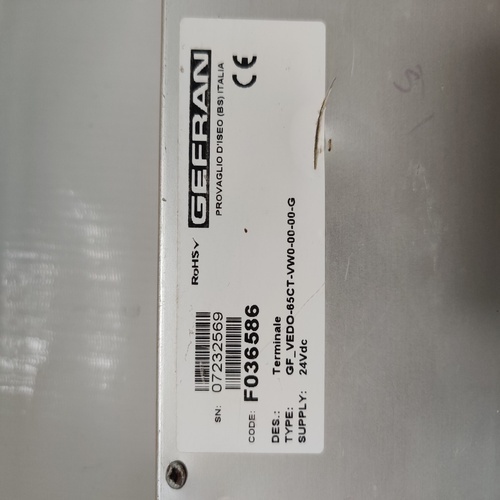 GEFRAN
PROVAGLIO D'ISEO (BS) ITALIA
CE
RoHS✓
SN: 07232569
CODE: F036586
DES.: Terminale
TYPE: GF_VEDO-65CT-VW0-00-00-G
SUPPLY: 24Vdc